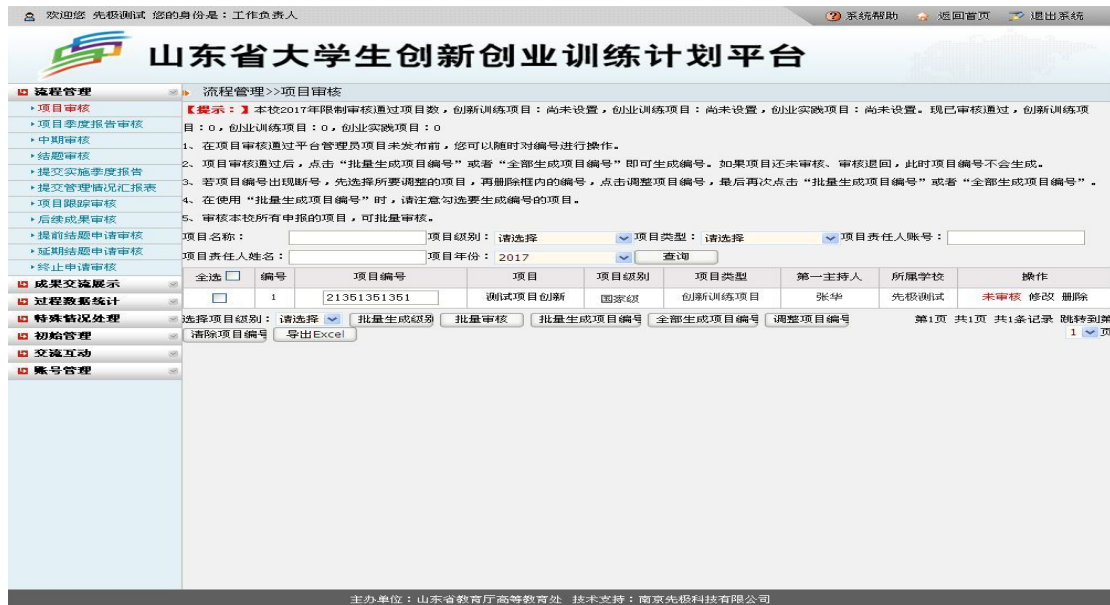 欢迎您 先极测试 您的身份是：工作负责人
系统帮助 返回首页 退出系统
山东省大学生创新创业训练计划平台
流程管理
项目审核
项目季度报告审核
中期审核
结题审核
提交实施季度报告
提交管理情况汇报表
项目跟踪审核
后续成果审核
提前结题申请审核
延期结题申请审核
终止申请审核
成果交流展示
过程数据统计
特殊情况处理
初始管理
交流互动
账号管理
流程管理>>项目审核
【提示：】本校2017年限制审核通过项目数，创新训练项目：尚未设置，创业训练项目：尚未设置，创业实践项目：尚未设置。现已审核通过，创新训练项
目：0，创业训练项目：0，创业实践项目：0
1、在项目审核通过平台管理员项目未发布前，您可以随时对编号进行操作。
2、项目审核通过后，点击“批量生成项目编号”或者“全部生成项目编号”即可生成编号。如果项目还未审核、审核退回，此时项目编号不会生成。
3、若项目编号出现断号，先选择所要调整的项目，再删除框内的编号，点击调整项目编号，最后再次点击“批量生成项目编号”或者“全部生成项目编号”。
4、在使用“批量生成项目编号”时，请注意勾选要生成编号的项目。
5、审核本校所有申报的项目，可批量审核。
项目名称： 项目级别：请选择 项目类型：请选择 项目责任人账号：
项目责任人姓名： 项目年份：2017 查询
全选 编号 项目编号 项目 项目级别 项目类型 第一主持人 所属学校 操作
1 21351351351 测试项目创新 国家级 创新训练项目 张华 先极测试 未审核 修改 删除
选择项目级别：请选择 批量生成级别 批量审核 批量生成项目编号 全部生成项目编号 调整项目编号 第1页 共1页 共1条记录 跳转到第
清除项目编号 导出Excel 1 页
主办单位：山东省教育厅高等教育处 技术支持：南京先极科技有限公司